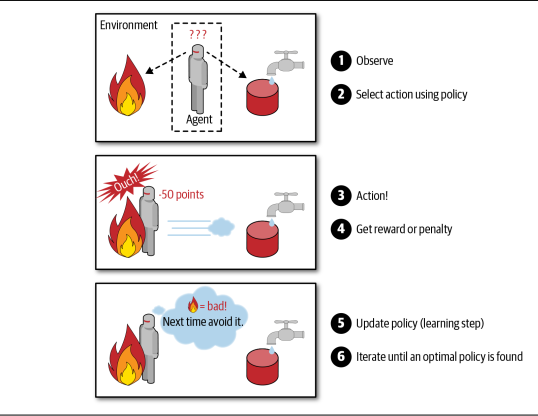 Environment
???
Agent
1 Observe
2 Select action using policy
Ouch!
-50 points
3 Action!
4 Get reward or penalty
= bad!
Next time avoid it.
5 Update policy (learning step)
6 Iterate until an optimal policy is found